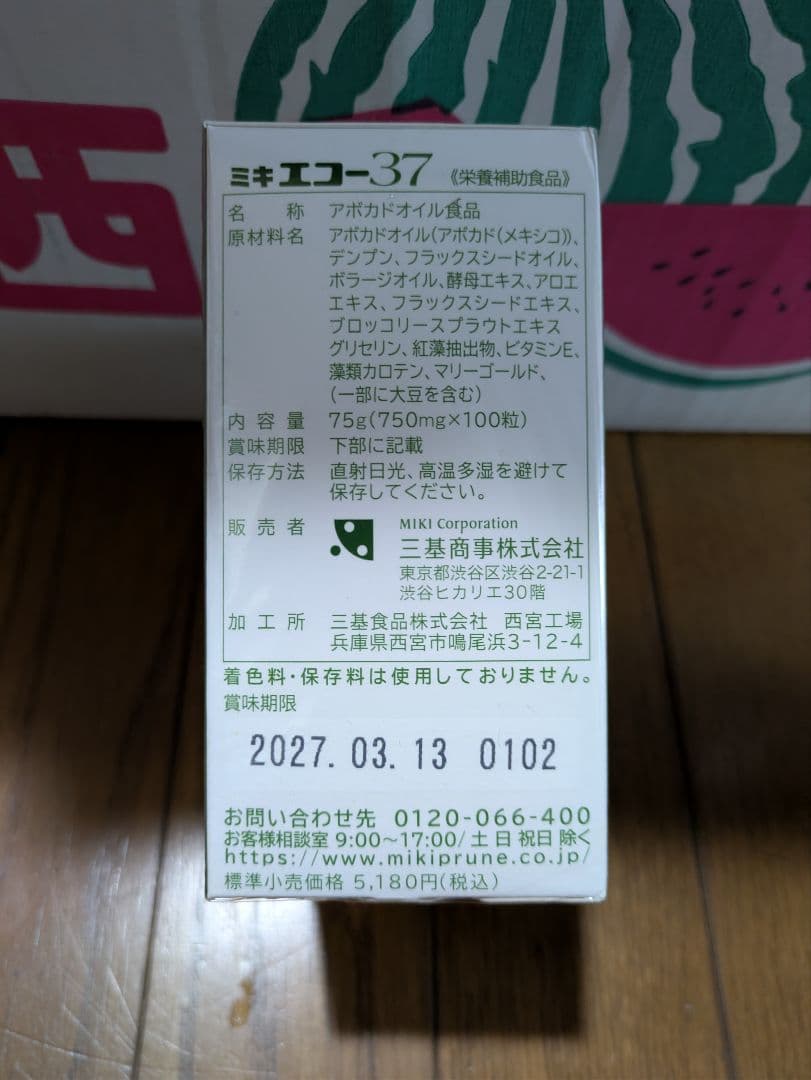 西
ミキ エコー37 《栄養補助食品》
名称 アボカドオイル食品
原材料名 アボカドオイル(アボカド(メキシコ))、
デンプン、フラックスシードオイル、
ボラージオイル、酵母エキス、アロエ
エキス、フラックスシードエキス、
ブロッコリースプラウトエキス
グリセリン、紅藻抽出物、ビタミンE、
藻類カロテン、マリーゴールド、
(一部に大豆を含む)
内容量 75g(750mg×100粒)
賞味期限 下部に記載
保存方法 直射日光、高温多湿を避けて
保存してください。
販売者 MIKI Corporation
三基商事株式会社
東京都渋谷区渋谷2-21-1
渋谷ヒカリエ30階
加工所 三基食品株式会社 西宮工場
兵庫県西宮市鳴尾浜3-12-4
着色料・保存料は使用しておりません。
賞味期限
2027.03.13 0102
お問い合わせ先 0120-066-400
お客様相談室 9:00~17:00/土 日 祝日 除く
https://www.mikiprune.co.jp/
標準小売価格 5,180円(税込)